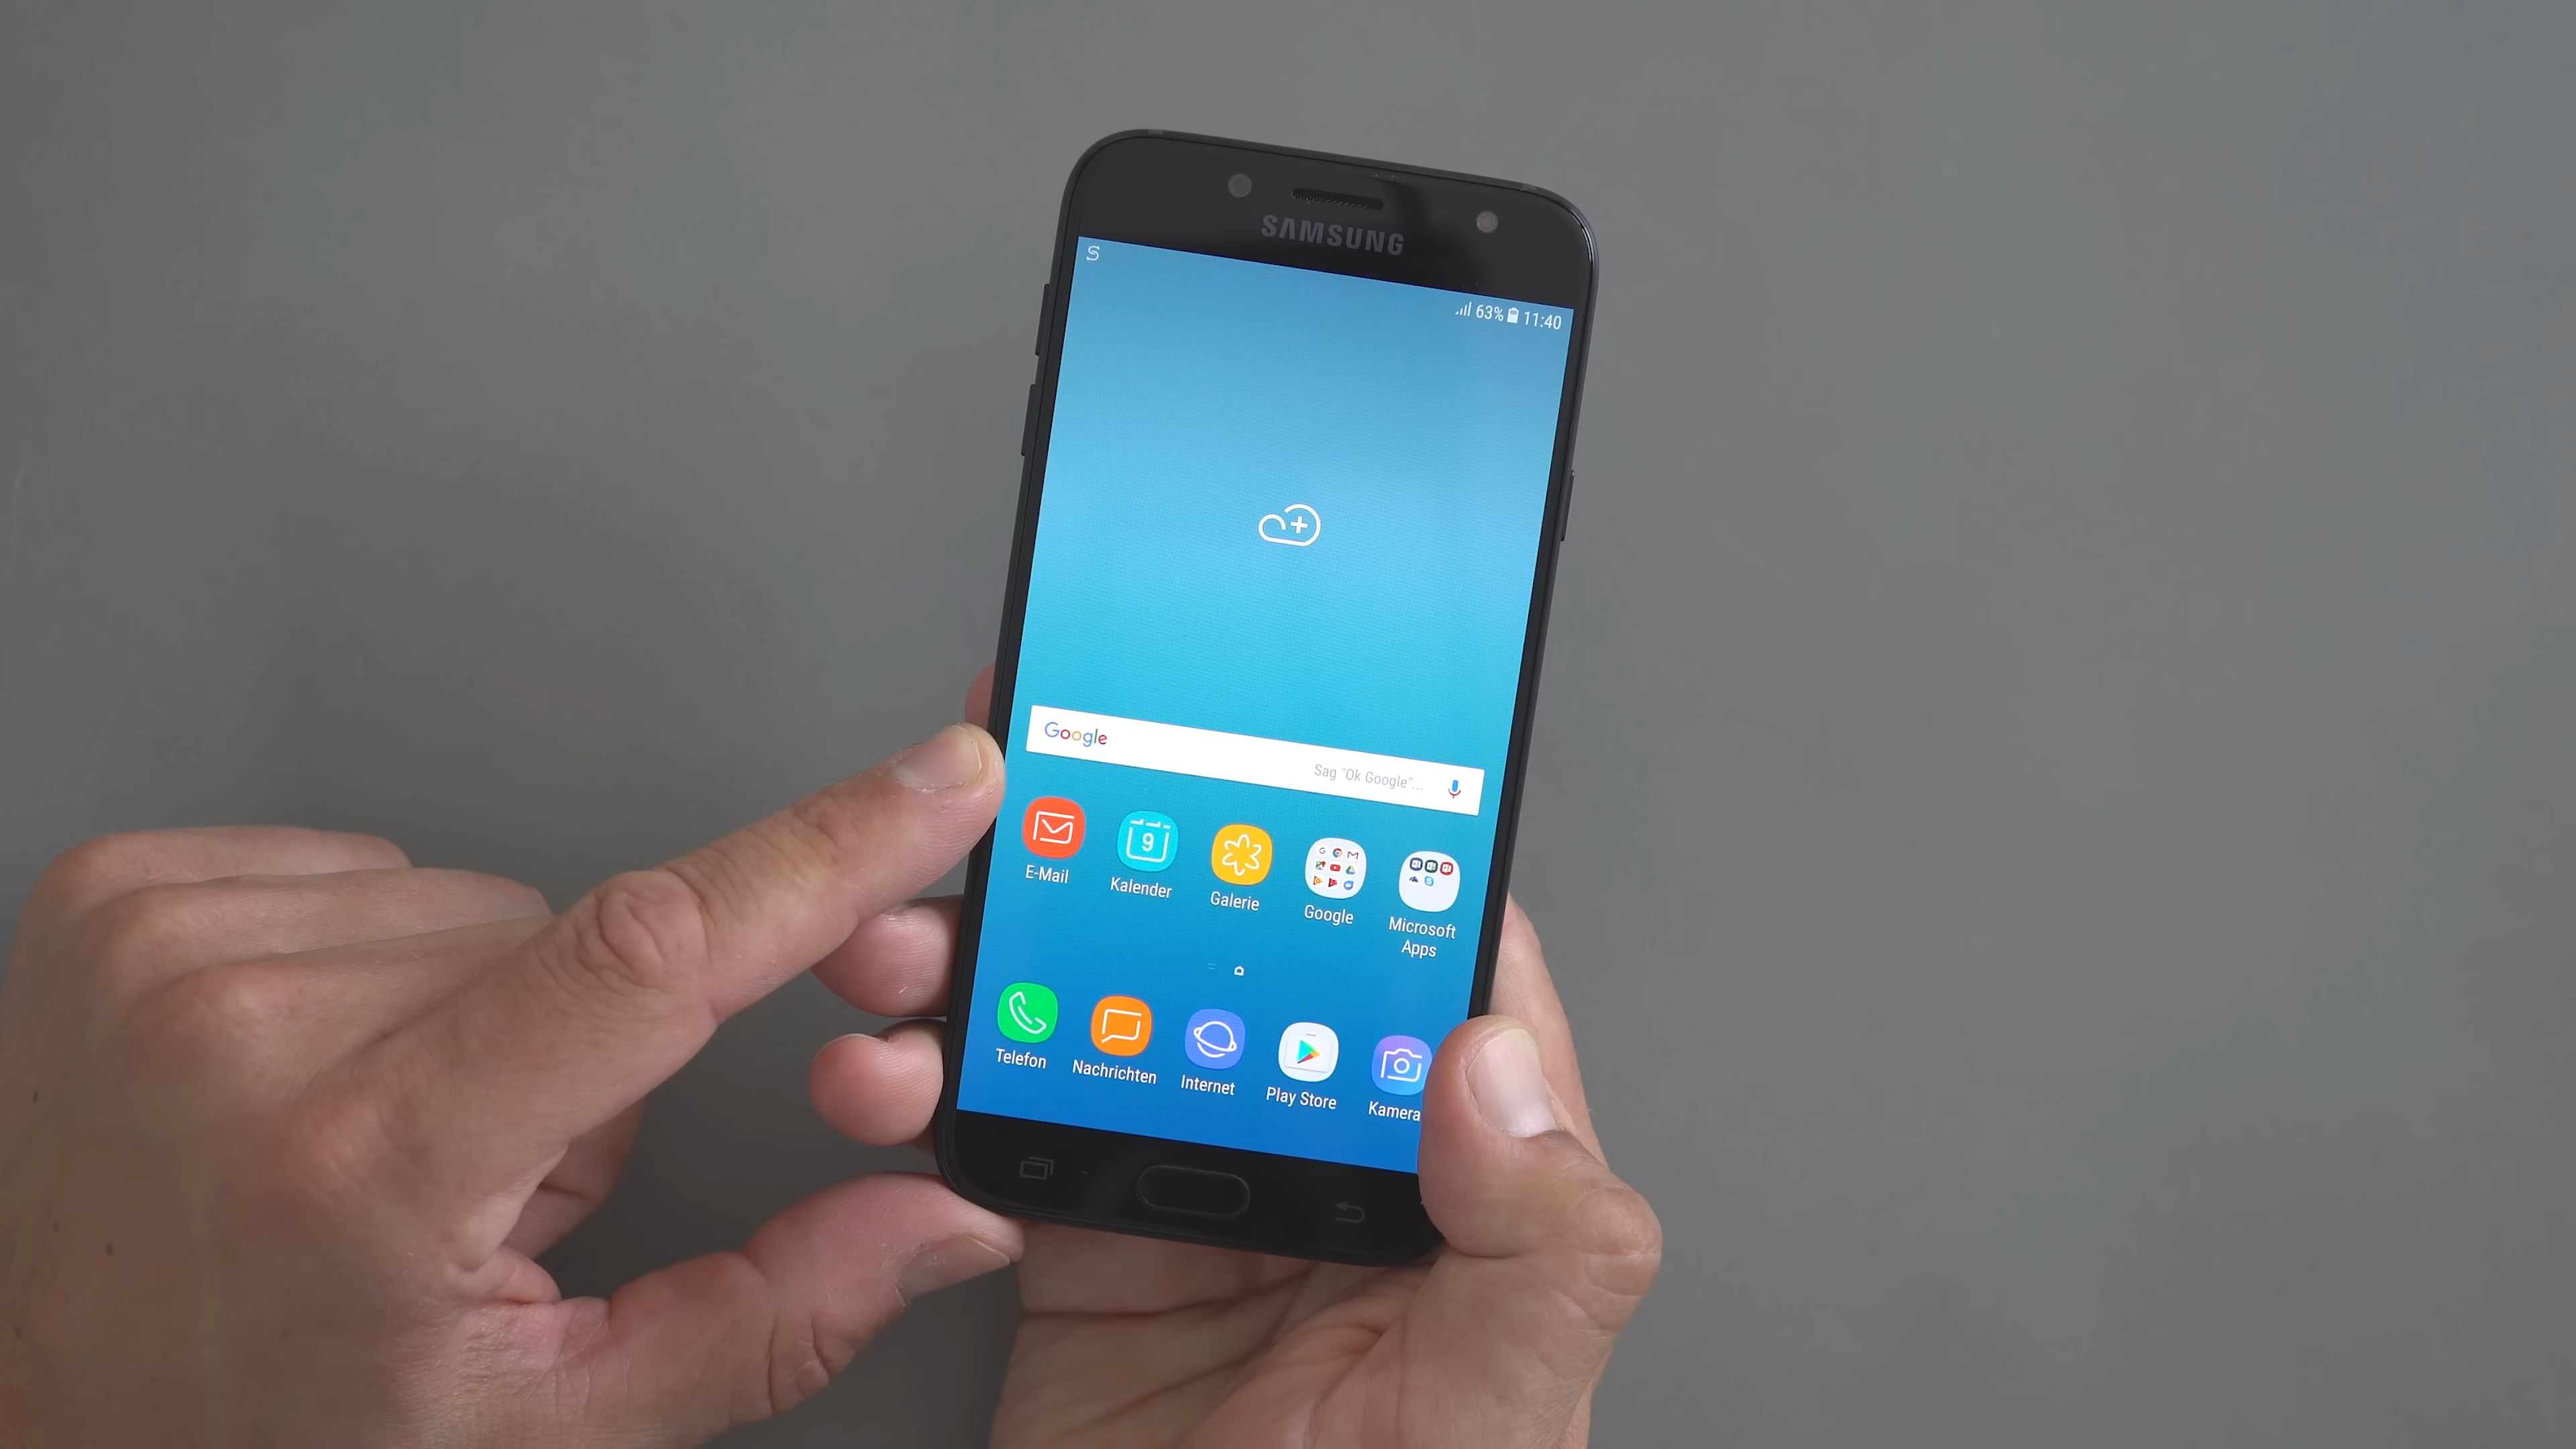 SAMSUNG
S
63% 11:40
Google Sag "Ok Google"...
9
E-Mail Kalender Galerie Google Microsoft Apps
Telefon Nachrichten Internet Play Store Kamera